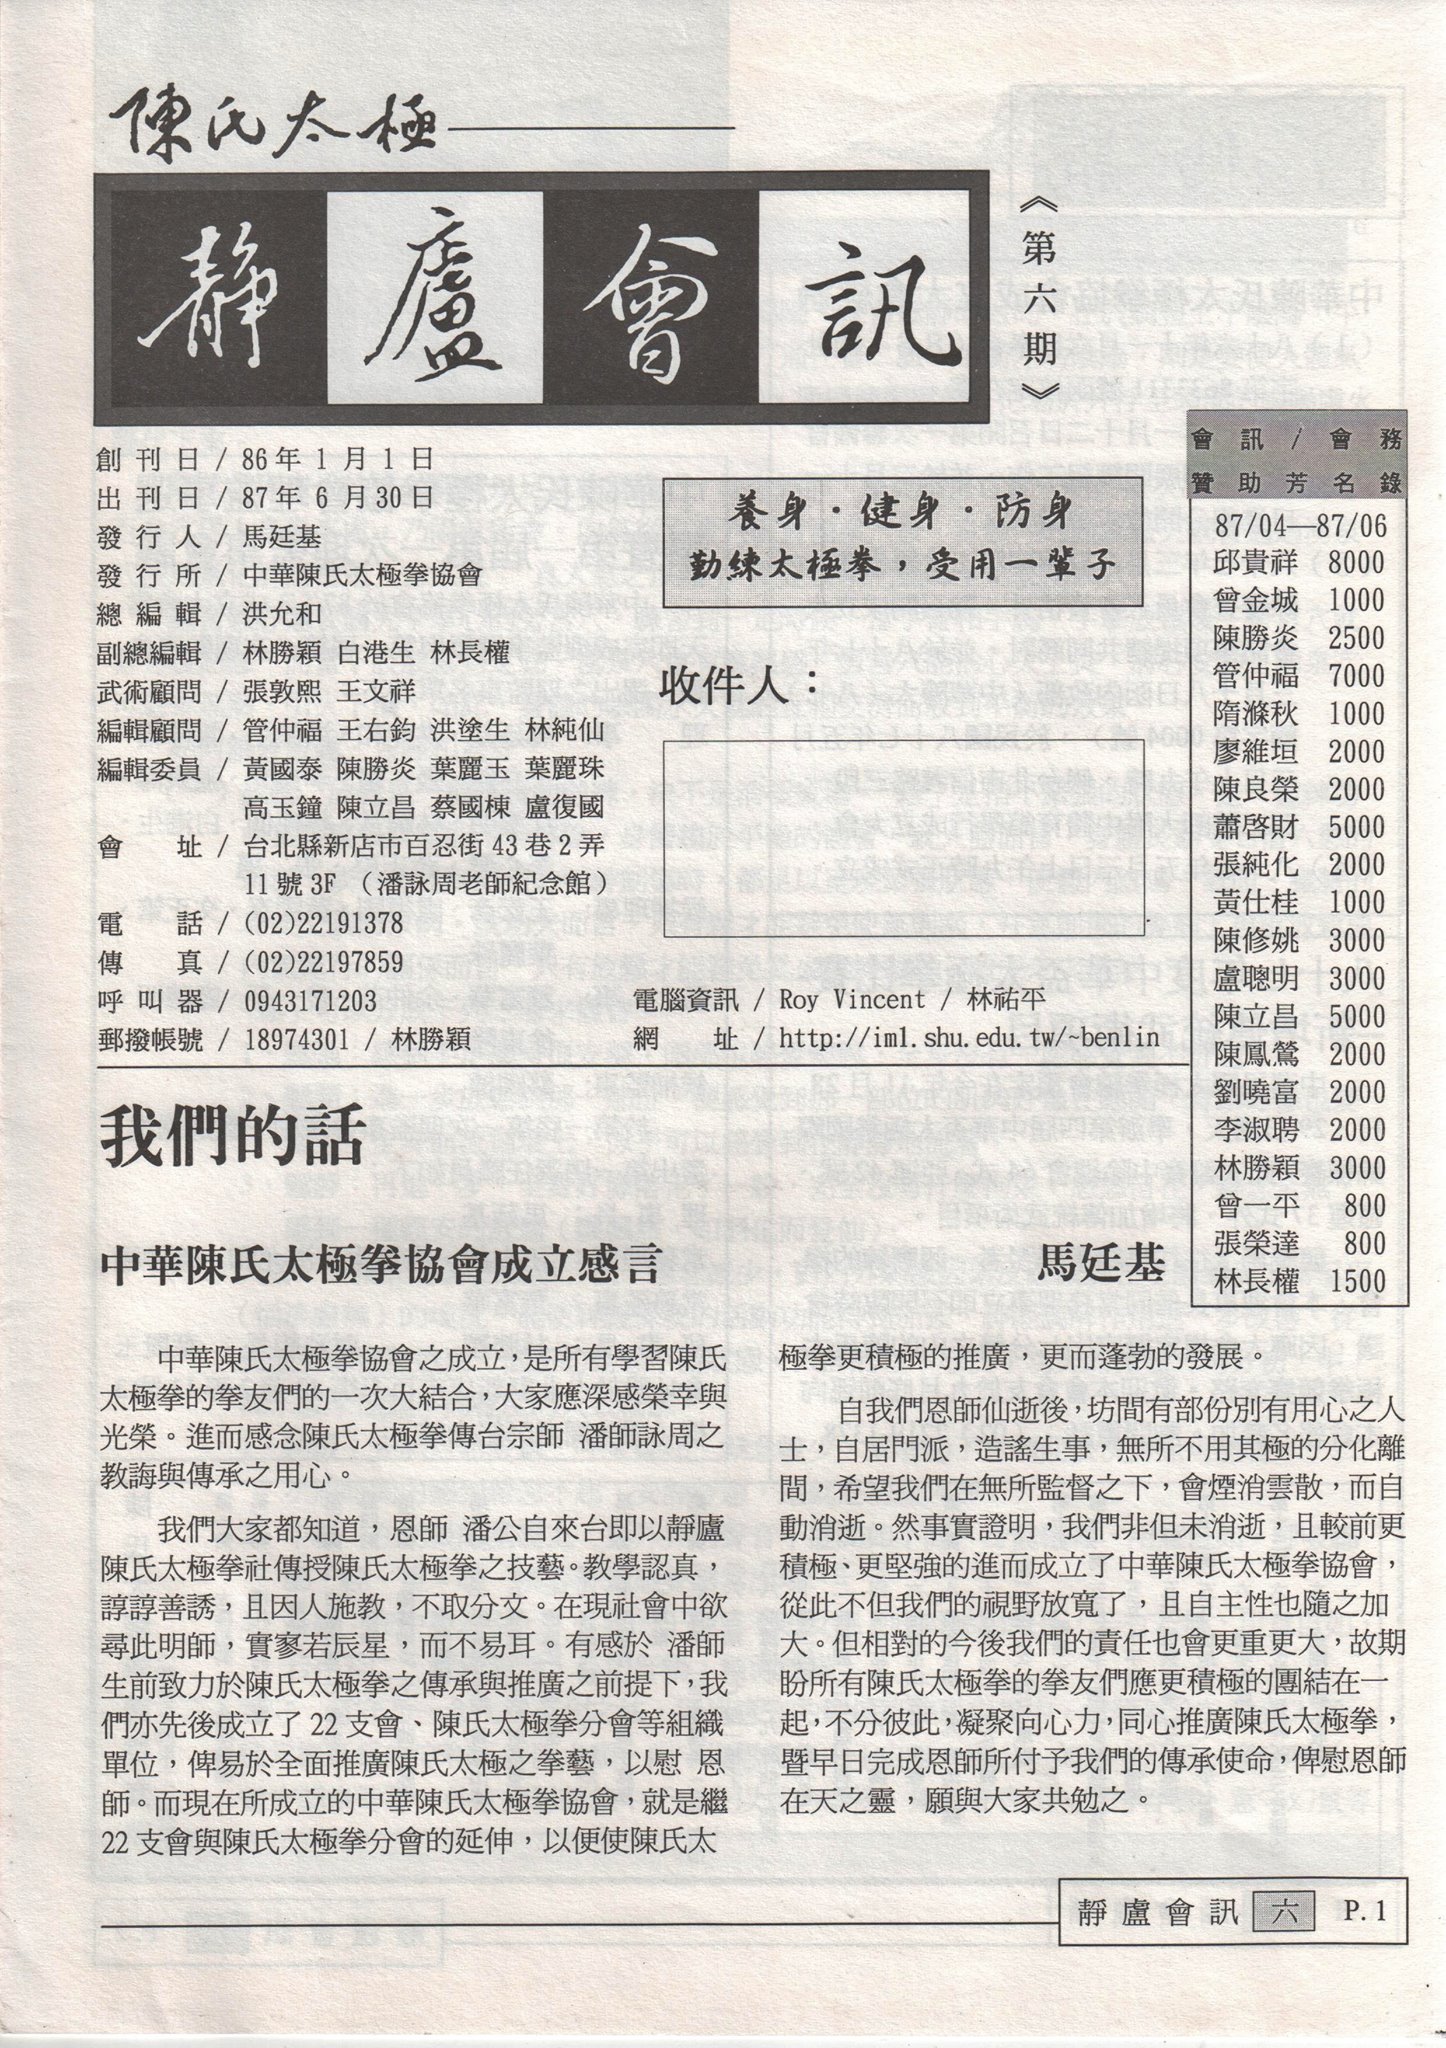 陳氏太極
靜廬會訊
《第六期》
創刊日 / 86年1月1日
出刊日 / 87年6月30日
發行人 / 馬廷基
發行所 / 中華陳氏太極拳協會
總編輯 / 洪允和
副總編輯 / 林勝穎 白港生 林長權
武術顧問 / 張敦熙 王文祥
編輯顧問 / 管仲福 王右鈞 洪塗生 林純仙
編輯委員 / 黃國泰 陳勝炎 葉麗玉 葉麗珠
高玉鐘 陳立昌 蔡國棟 盧復國
會址 / 台北縣新店市百忍街43巷2弄
11號3F （潘詠周老師紀念館）
電話 / (02)22191378
傳真 / (02)22197859
呼叫器 / 0943171203
郵撥帳號 / 18974301 / 林勝穎
養身・健身・防身
勤練太極拳，受用一輩子
收件人：
電腦資訊 / Roy Vincent / 林祐平
網址 / http://im1.shu.edu.tw/~benlin
會訊/會務
贊助芳名錄
87/04—87/06
邱貴祥 8000
曾金城 1000
陳勝炎 2500
管仲福 7000
隋滌秋 1000
廖維垣 2000
陳良榮 2000
蕭啓財 5000
張純化 2000
黃仕桂 1000
陳修姚 3000
盧聰明 3000
陳立昌 5000
陳鳳鶯 2000
劉曉富 2000
李淑聘 2000
林勝穎 3000
曾一平 800
張榮達 800
林長權 1500
我們的話
中華陳氏太極拳協會成立感言
馬廷基
中華陳氏太極拳協會之成立，是所有學習陳氏
太極拳的拳友們的一次大結合，大家應深感榮幸與
光榮。進而感念陳氏太極拳傳台宗師 潘師詠周之
教誨與傳承之用心。
我們大家都知道，恩師 潘公自來台即以靜廬
陳氏太極拳社傳授陳氏太極拳之技藝。教學認真，
諄諄善誘，且因人施教，不取分文。在現社會中欲
尋此明師，實寥若辰星，而不易耳。有感於 潘師
生前致力於陳氏太極拳之傳承與推廣之前提下，我
們亦先後成立了22支會、陳氏太極拳分會等組織
單位，俾易於全面推廣陳氏太極之拳藝，以慰 恩
師。而現在所成立的中華陳氏太極拳協會，就是繼
22支會與陳氏太極拳分會的延伸，以便使陳氏太
極拳更積極的推廣，更而蓬勃的發展。
自我們恩師仙逝後，坊間有部份別有用心之人
士，自居門派，造謠生事，無所不用其極的分化離
間，希望我們在無所監督之下，會煙消雲散，而自
動消逝。然事實證明，我們非但未消逝，且較前更
積極、更堅強的進而成立了中華陳氏太極拳協會，
從此不但我們的視野放寬了，且自主性也隨之加
大。但相對的今後我們的責任也會更重更大，故期
盼所有陳氏太極拳的拳友們應更積極的團結在一
起，不分彼此，凝聚向心力，同心推廣陳氏太極拳，
暨早日完成恩師所付予我們的傳承使命，俾慰恩師
在天之靈，願與大家共勉之。
靜盧會訊 六 P.1